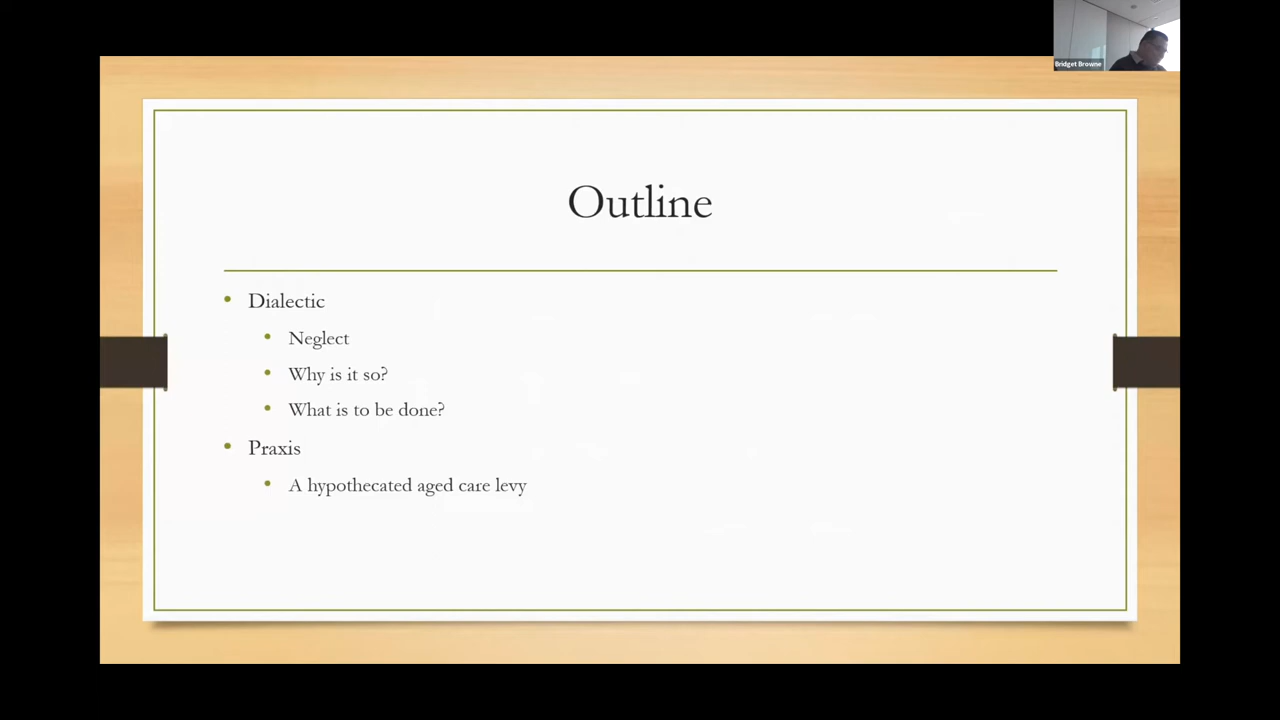 Bridget Browne
Outline
Dialectic
Neglect
Why is it so?
What is to be done?
Praxis
A hypothecated aged care levy